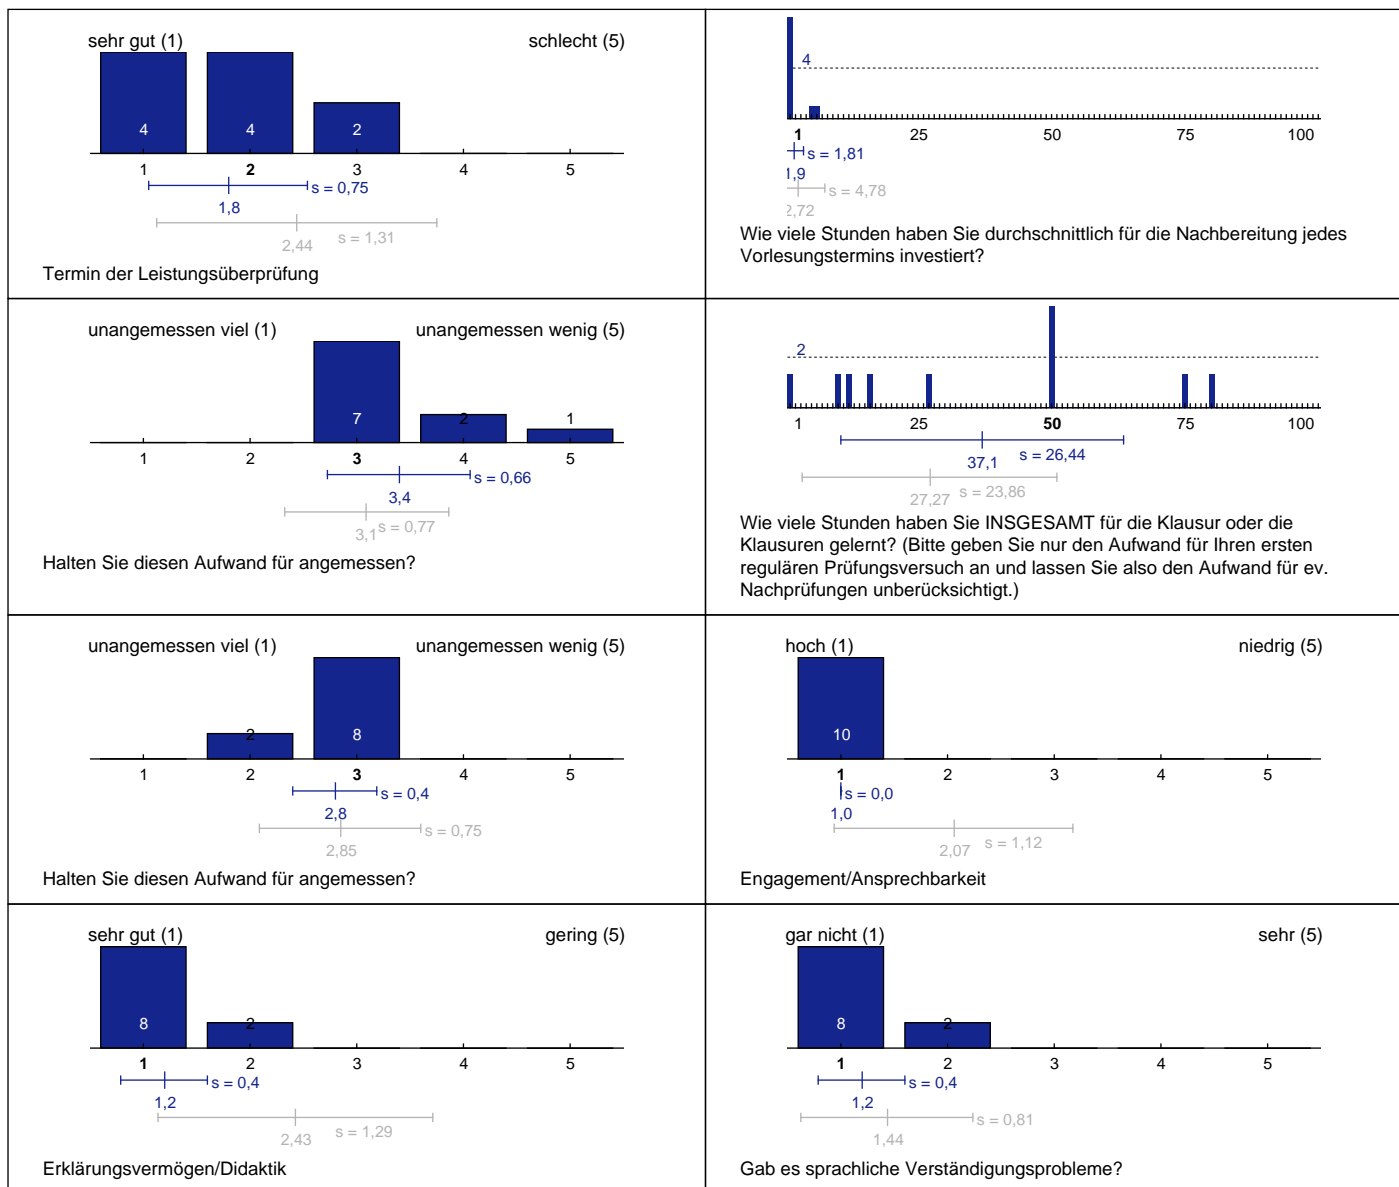 sehr gut (1) schlecht (5)
4 4 2
1 2 3 4 5
s = 0,75
1,8
s = 1,31
2,44
Termin der Leistungsüberprüfung
4
1 25 50 75 100
s = 1,81
1,9
s = 4,78
2,72
Wie viele Stunden haben Sie durchschnittlich für die Nachbereitung jedes
Vorlesungstermins investiert?
unangemessen viel (1) unangemessen wenig (5)
7 2 1
1 2 3 4 5
s = 0,66
3,4
s = 0,77
3,1
Halten Sie diesen Aufwand für angemessen?
2
1 25 50 75 100
s = 26,44
37,1
s = 23,86
27,27
Wie viele Stunden haben Sie INSGESAMT für die Klausur oder die
Klausuren gelernt? (Bitte geben Sie nur den Aufwand für Ihren ersten
regulären Prüfungsversuch an und lassen Sie also den Aufwand für ev.
Nachprüfungen unberücksichtigt.)
unangemessen viel (1) unangemessen wenig (5)
2 8
1 2 3 4 5
s = 0,4
2,8
s = 0,75
2,85
Halten Sie diesen Aufwand für angemessen?
hoch (1) niedrig (5)
10
1 2 3 4 5
s = 0,0
1,0
s = 1,12
2,07
Engagement/Ansprechbarkeit
sehr gut (1) gering (5)
8 2
1 2 3 4 5
s = 0,4
1,2
s = 1,29
2,43
Erklärungsvermögen/Didaktik
gar nicht (1) sehr (5)
8 2
1 2 3 4 5
s = 0,4
1,2
s = 0,81
1,44
Gab es sprachliche Verständigungsprobleme?